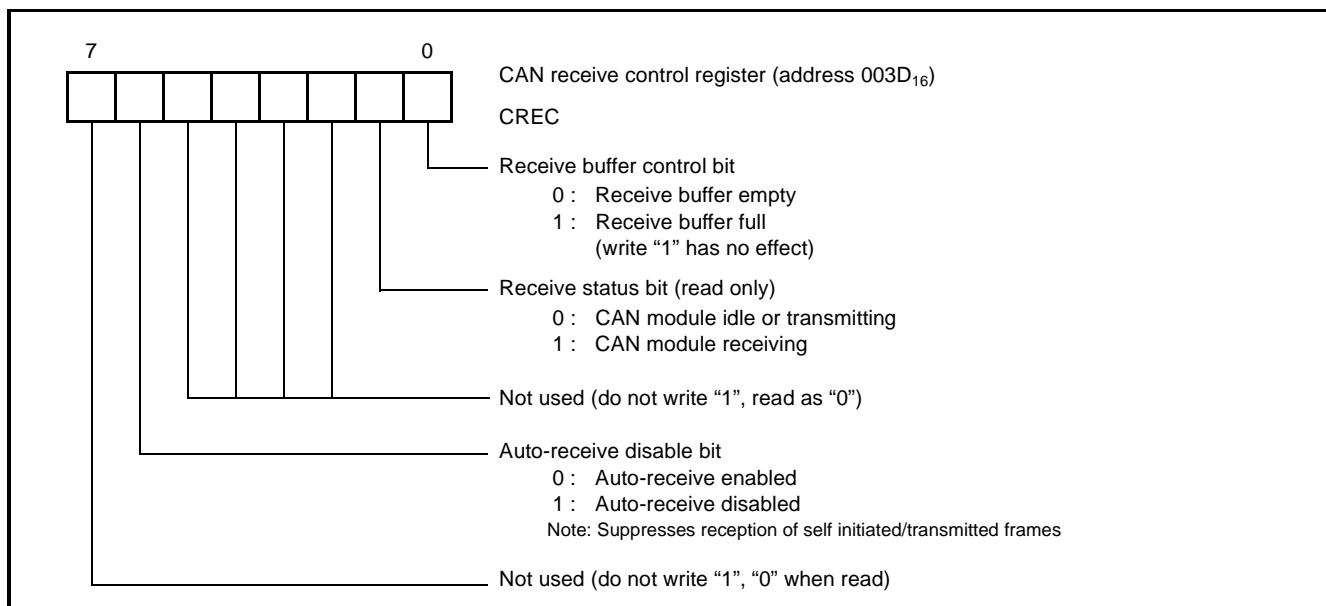 7 0
CAN receive control register (address 003D₁₆)
CREC
Receive buffer control bit
0 : Receive buffer empty
1 : Receive buffer full
(write “1” has no effect)
Receive status bit (read only)
0 : CAN module idle or transmitting
1 : CAN module receiving
Not used (do not write “1”, read as “0”)
Auto-receive disable bit
0 : Auto-receive enabled
1 : Auto-receive disabled
Note: Suppresses reception of self initiated/transmitted frames
Not used (do not write “1”, “0” when read)